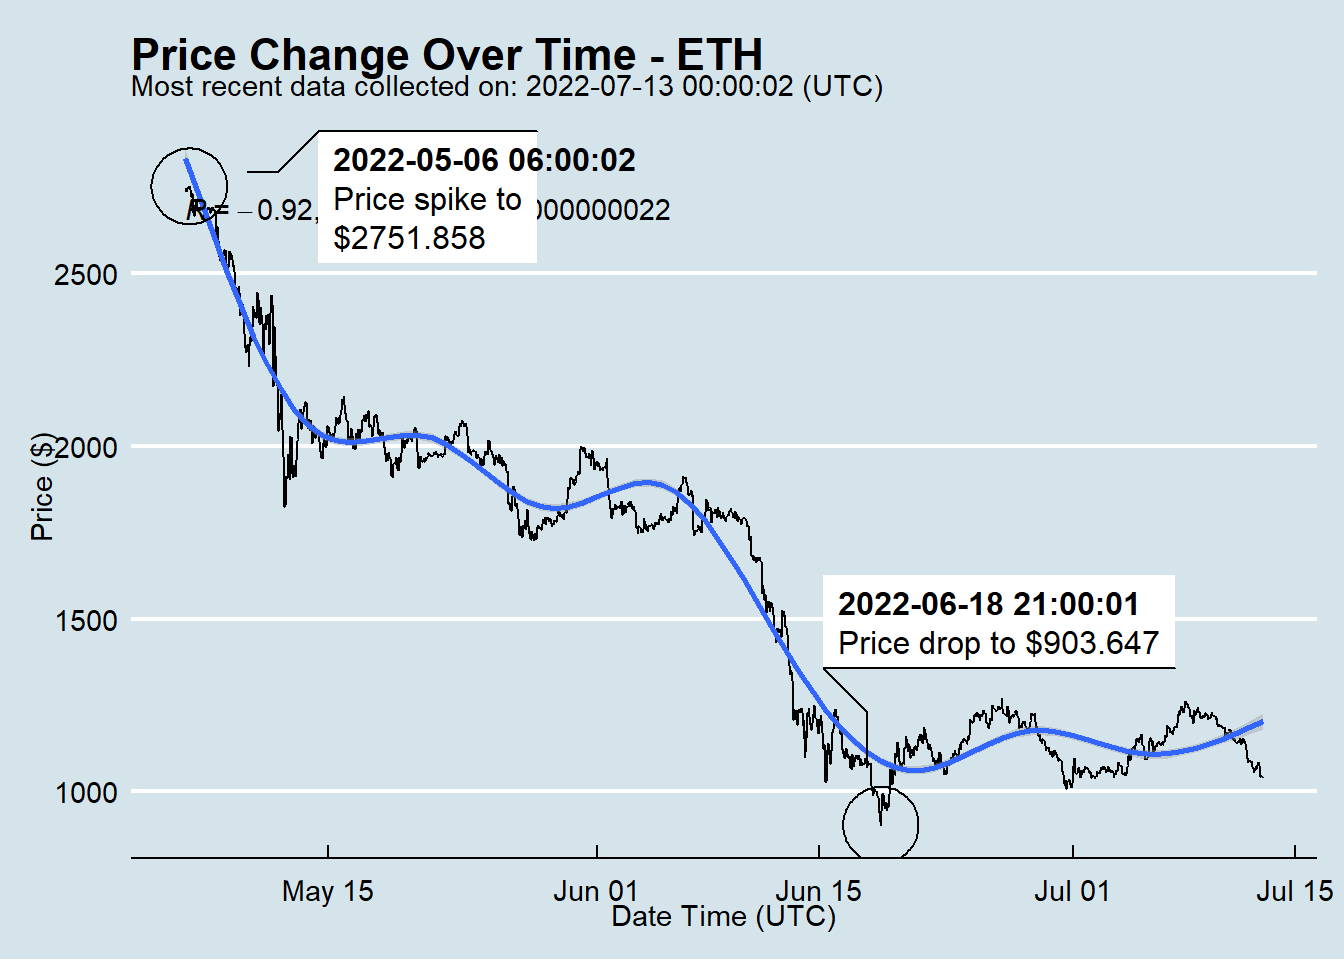 Price Change Over Time - ETH
Most recent data collected on: 2022-07-13 00:00:02 (UTC)
2022-05-06 06:00:02
Price spike to
$2751.858
R = −0.92, 000000022
2500
2000
1500
1000
Price ($)
2022-06-18 21:00:01
Price drop to $903.647
May 15
Jun 01
Jun 15
Jul 01
Jul 15
Date Time (UTC)